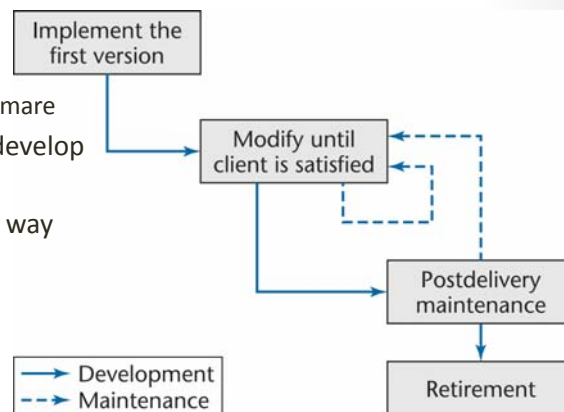 Implement the
first version
mare
develop
way
Modify until
client is satisfied
Postdelivery
maintenance
Retirement
Development
Maintenance